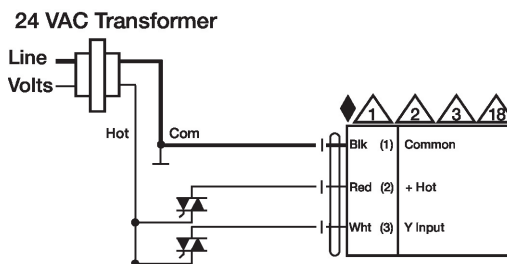 24 VAC Transformer
Line
Volts
Hot
Com
1 2 3 18
Blk (1) Common
Red (2) + Hot
Wht (3) Y Input